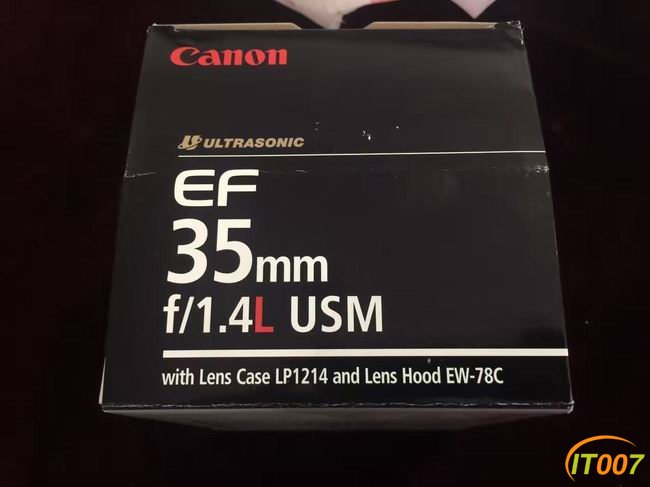 Canon
ULTRASONIC
EF
35mm
f/1.4L USM
with Lens Case LP1214 and Lens Hood EW-78C
IT007